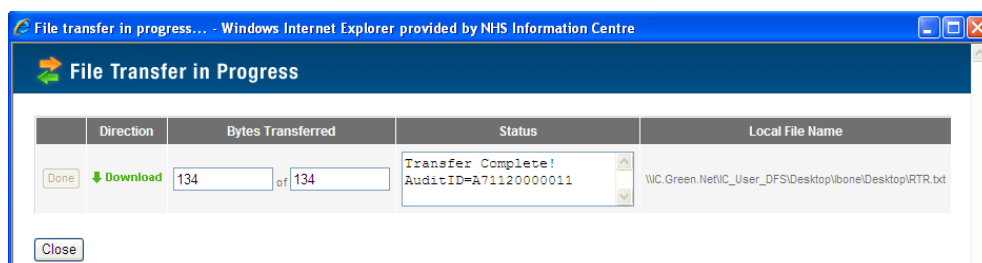 File transfer in progress... - Windows Internet Explorer provided by NHS Information Centre
File Transfer in Progress
Direction Bytes Transferred Status Local File Name
Done Download 134 of 134 Transfer Complete! \\IC.Green.Net\IC_User_DFS\Desktop\lbone\Desktop\RTR.txt
AuditID=A71120000011
Close